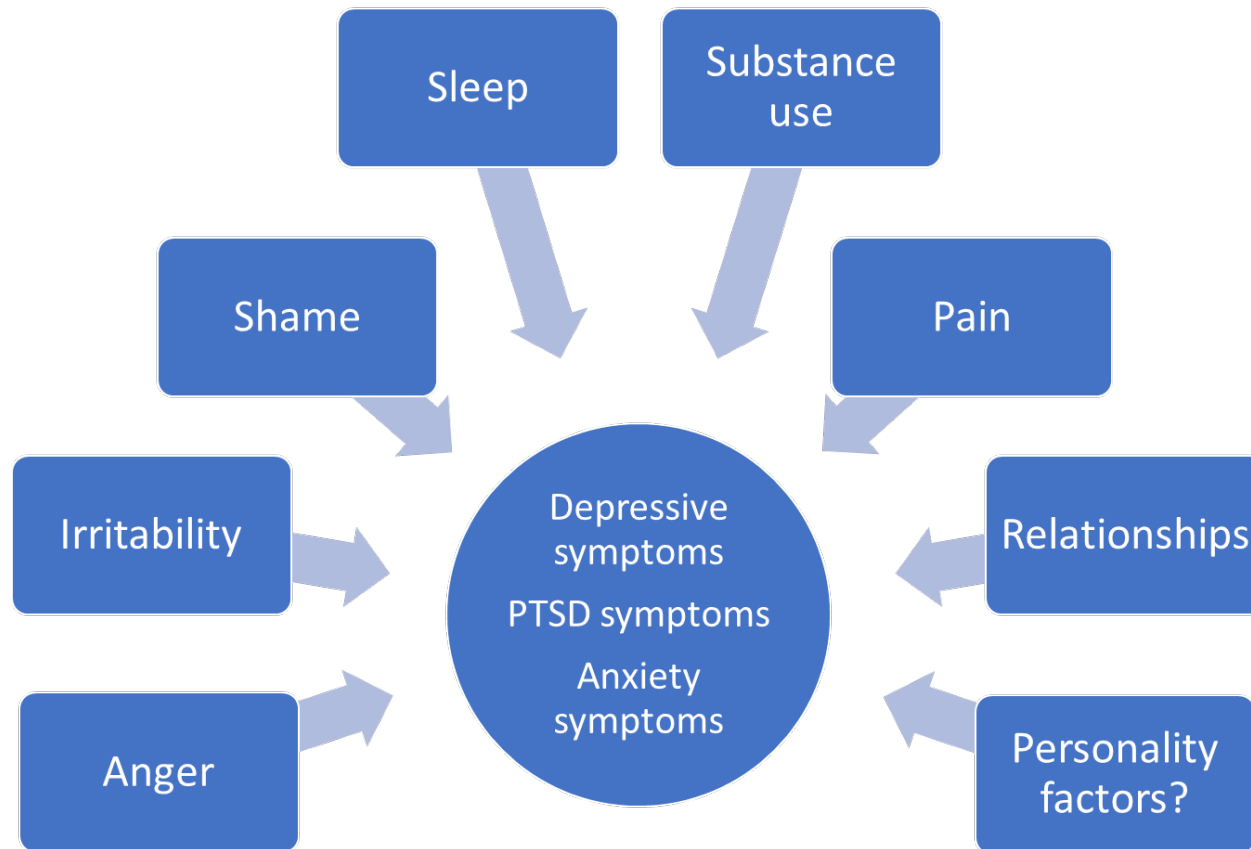 Sleep
Substance
use
Shame
Pain
Irritability
Depressive
symptoms
PTSD symptoms
Anxiety
symptoms
Relationships
Anger
Personality
factors?